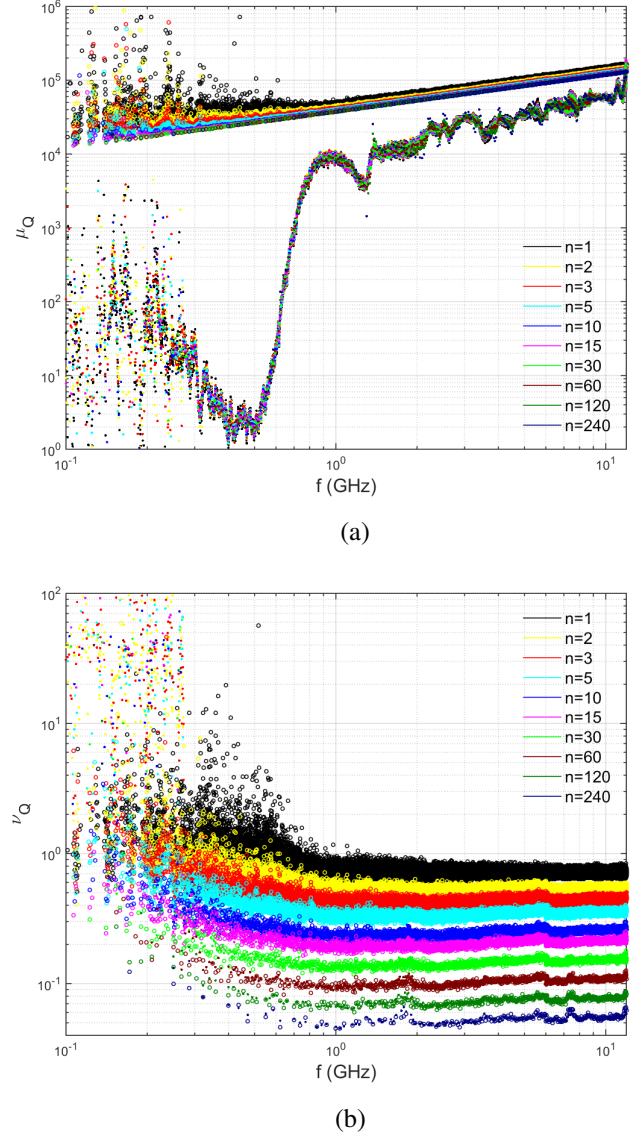 10^6
10^5
10^4
10^3
10^2
10^1
10^0
μ_Q
n=1
n=2
n=3
n=5
n=10
n=15
n=30
n=60
n=120
n=240
10^-1
10^0
10^1
f (GHz)
(a)
10^2
10^1
10^0
10^-1
ν_Q
n=1
n=2
n=3
n=5
n=10
n=15
n=30
n=60
n=120
n=240
10^-1
10^0
10^1
f (GHz)
(b)